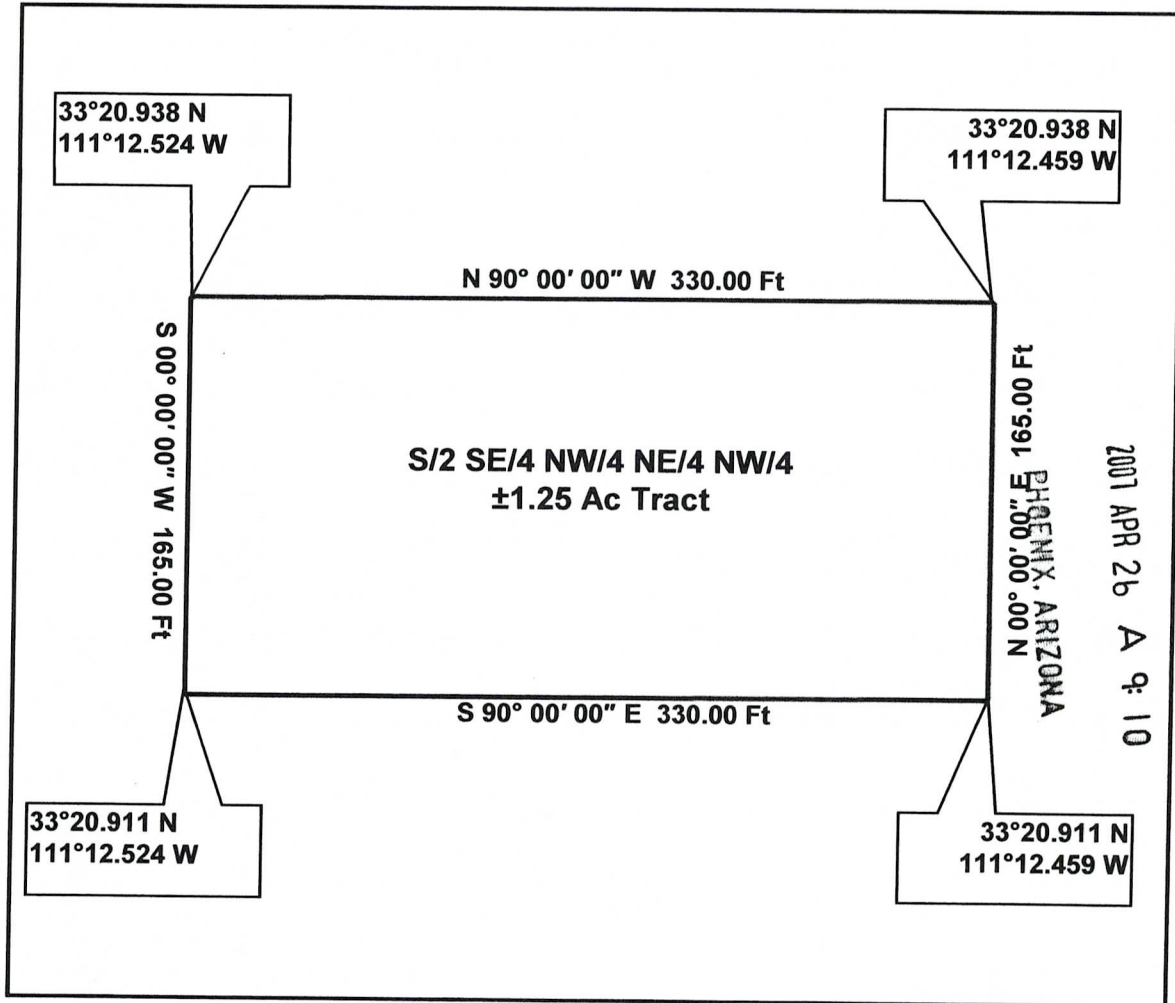 33°20.938 N
111°12.524 W
33°20.938 N
111°12.459 W
N 90° 00' 00" W 330.00 Ft
S 00° 00' 00" W 165.00 Ft
S/2 SE/4 NW/4 NE/4 NW/4
±1.25 Ac Tract
N 00° 00' 00" E 165.00 Ft
PHOENIX, ARIZONA
2007 APR 26 A 9: 10
S 90° 00' 00" E 330.00 Ft
33°20.911 N
111°12.524 W
33°20.911 N
111°12.459 W